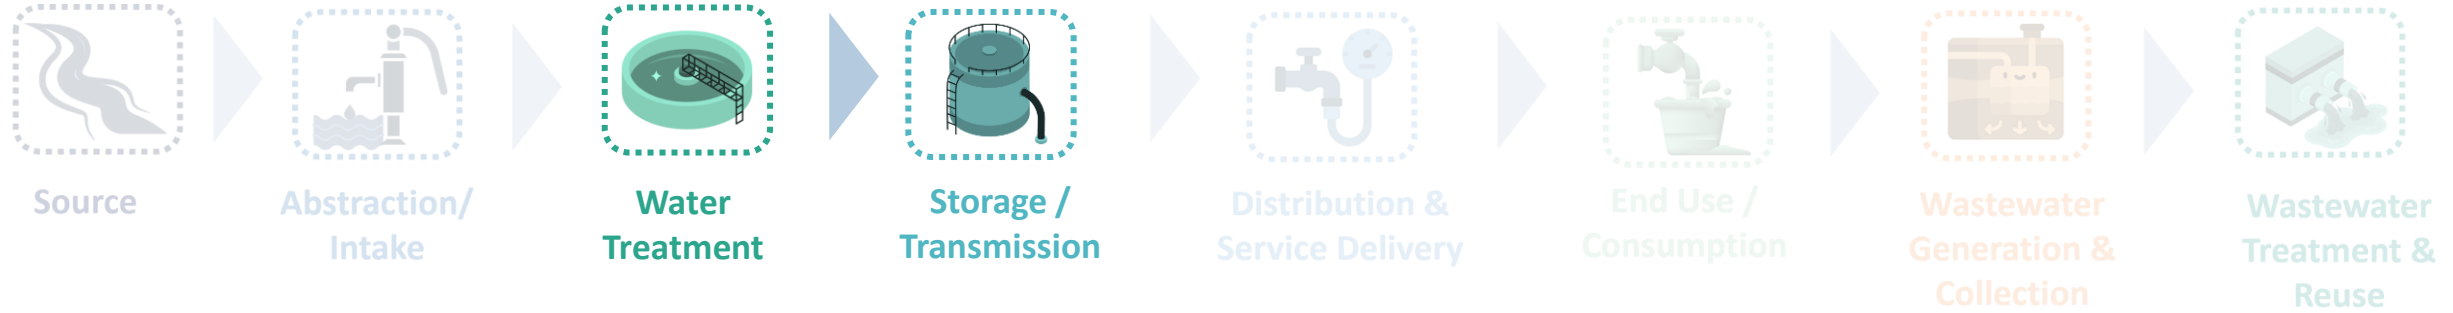 Source
Abstraction/
Intake
Water
Treatment
Storage /
Transmission
Distribution &
Service Delivery
End Use /
Consumption
Wastewater
Generation &
Collection
Wastewater
Treatment &
Reuse